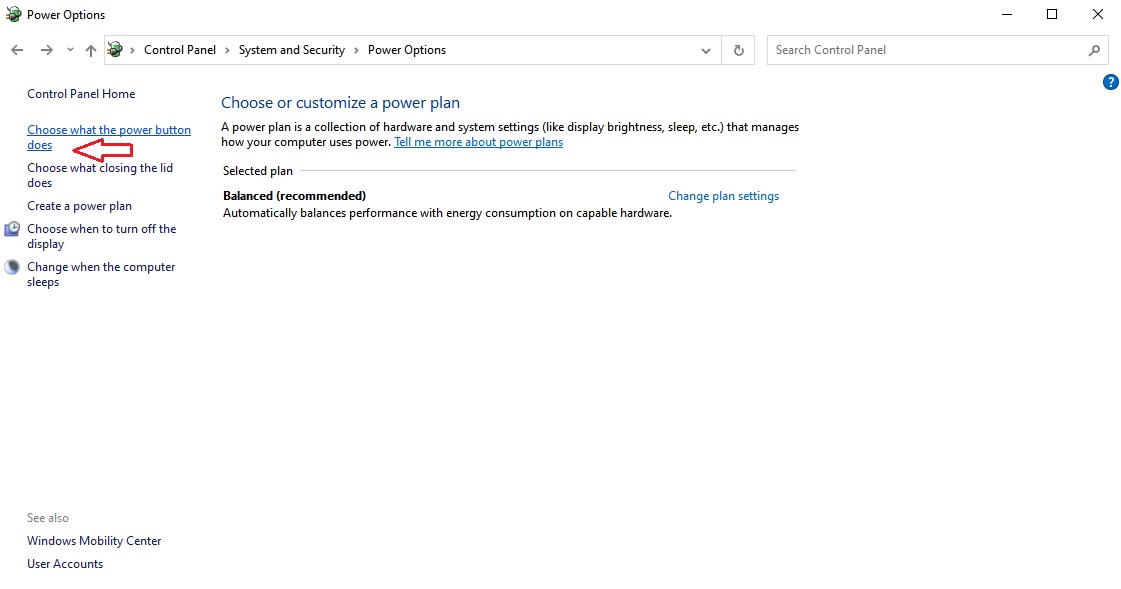 Power Options
Control Panel > System and Security > Power Options
Search Control Panel
?
Control Panel Home
Choose what the power button
does
Choose what closing the lid
does
Create a power plan
Choose when to turn off the
display
Change when the computer
sleeps
See also
Windows Mobility Center
User Accounts
Choose or customize a power plan
A power plan is a collection of hardware and system settings (like display brightness, sleep, etc.) that manages
how your computer uses power. Tell me more about power plans
Selected plan
Balanced (recommended) Change plan settings
Automatically balances performance with energy consumption on capable hardware.